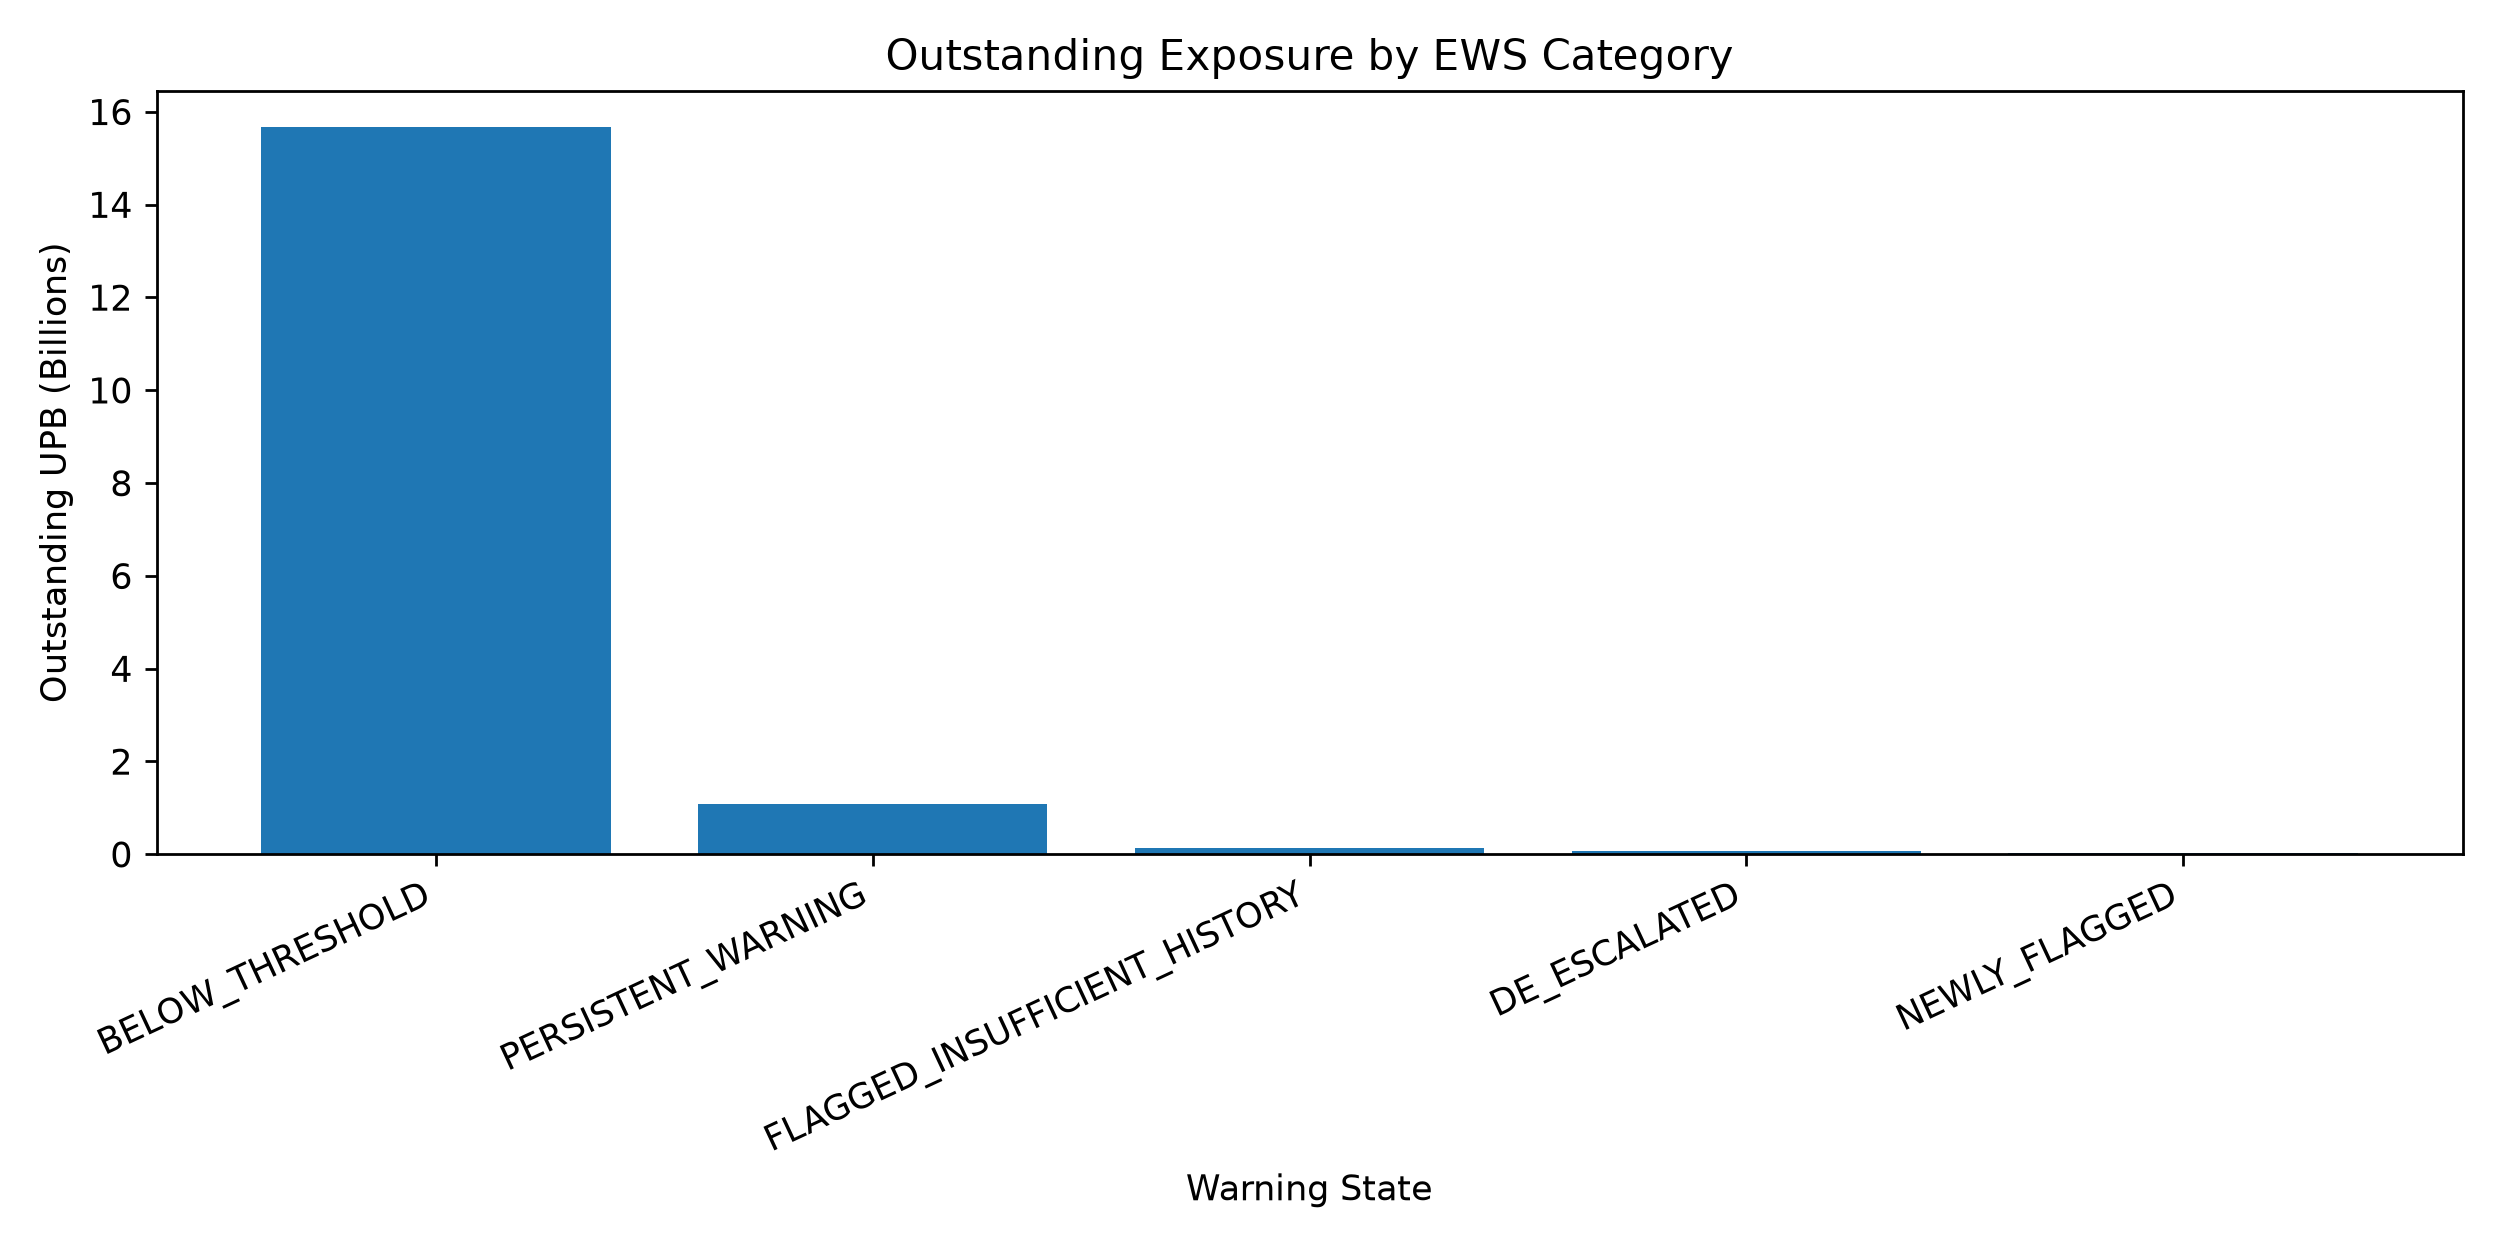 Outstanding Exposure by EWS Category
Outstanding UPB (Billions)
16
14
12
10
8
6
4
2
0
BELOW_THRESHOLD
PERSISTENT_WARNING
FLAGGED_INSUFFICIENT_HISTORY
DE_ESCALATED
NEWLY_FLAGGED
Warning State